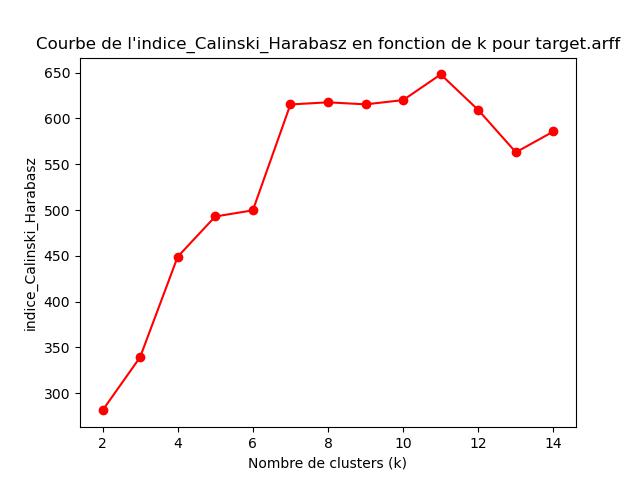 Courbe de l'indice_Calinski_Harabasz en fonction de k pour target.arff
650
600
550
500
450
400
350
300
indice_Calinski_Harabasz
2 4 6 8 10 12 14
Nombre de clusters (k)